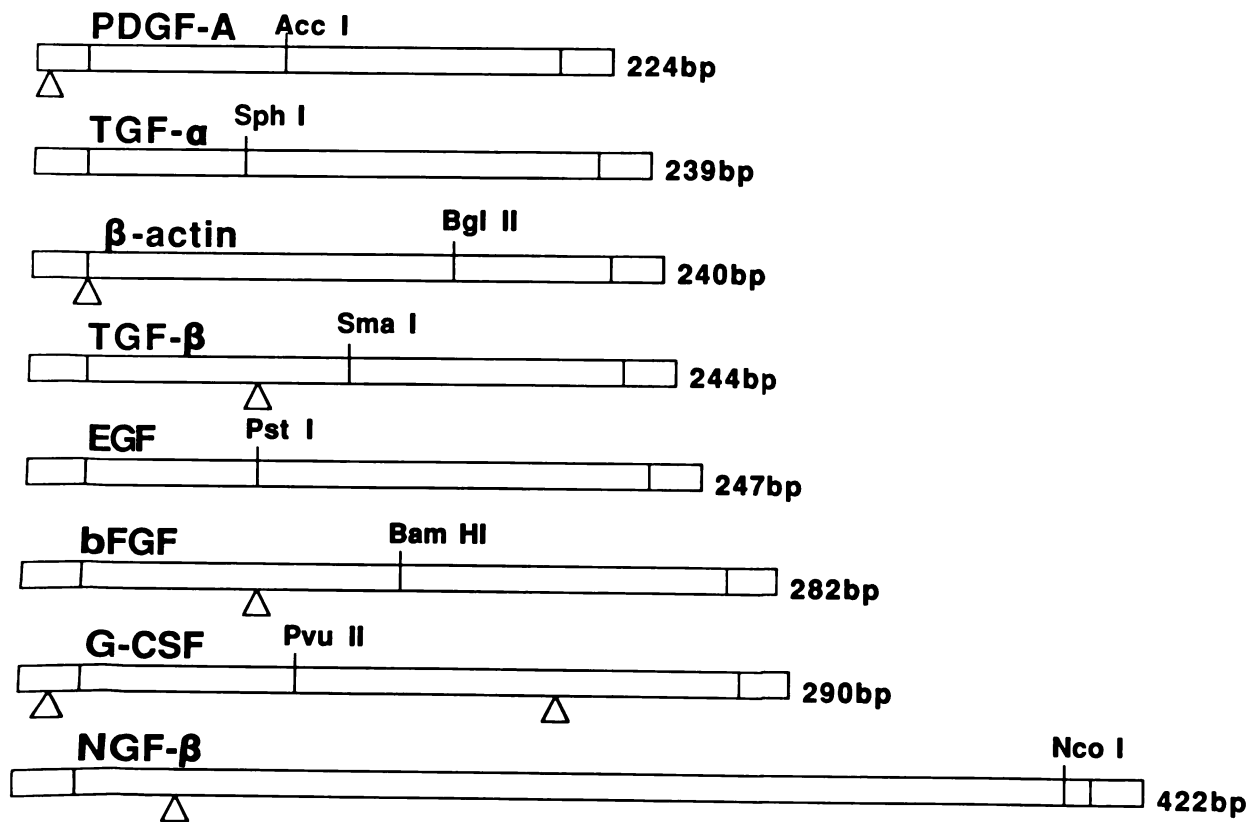 PDGF-A Acc I
224bp
TGF-α Sph I
239bp
β-actin Bgl II
240bp
TGF-β Sma I
244bp
EGF Pst I
247bp
bFGF Bam HI
282bp
G-CSF Pvu II
290bp
NGF-β Nco I
422bp